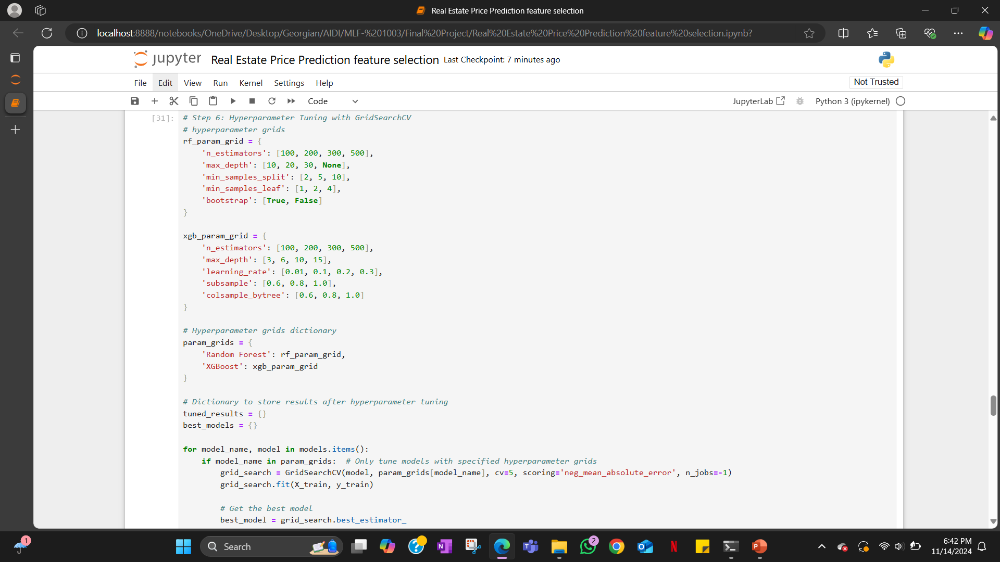 Real Estate Price Prediction feature selection
localhost:8888/notebooks/OneDrive/Desktop/Georgian/AIDI/MLF-%201003/Final%20Project/Real%20Estate%20Price%20Prediction%20feature%20selection.ipynb?
jupyter Real Estate Price Prediction feature selection Last Checkpoint: 7 minutes ago
File Edit View Run Kernel Settings Help Not Trusted
Code JupyterLab Python 3 (ipykernel)
[31]: # Step 6: Hyperparameter Tuning with GridSearchCV
# hyperparameter grids
rf_param_grid = {
    'n_estimators': [100, 200, 300, 500],
    'max_depth': [10, 20, 30, None],
    'min_samples_split': [2, 5, 10],
    'min_samples_leaf': [1, 2, 4],
    'bootstrap': [True, False]
}
xgb_param_grid = {
    'n_estimators': [100, 200, 300, 500],
    'max_depth': [3, 6, 10, 15],
    'learning_rate': [0.01, 0.1, 0.2, 0.3],
    'subsample': [0.6, 0.8, 1.0],
    'colsample_bytree': [0.6, 0.8, 1.0]
}
# Hyperparameter grids dictionary
param_grids = {
    'Random Forest': rf_param_grid,
    'XGBoost': xgb_param_grid
}
# Dictionary to store results after hyperparameter tuning
tuned_results = {}
best_models = {}
for model_name, model in models.items():
    if model_name in param_grids:  # Only tune models with specified hyperparameter grids
        grid_search = GridSearchCV(model, param_grids[model_name], cv=5, scoring='neg_mean_absolute_error', n_jobs=-1)
        grid_search.fit(X_train, y_train)
        # Get the best model
        best_model = grid_search.best_estimator_
1
Search
2
6:42 PM
11/14/2024